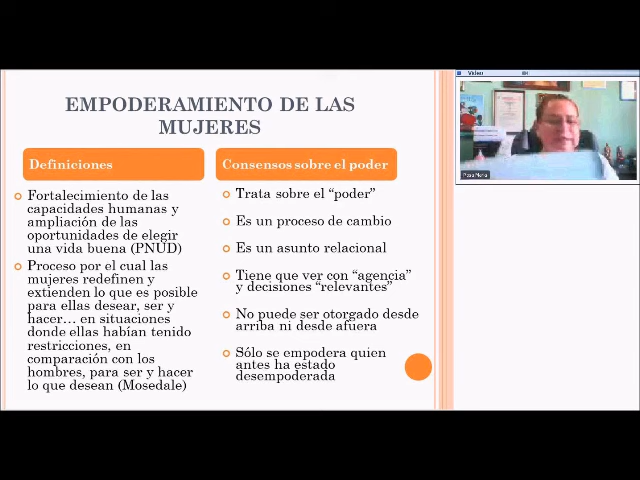 EMPODERAMIENTO DE LAS
MUJERES
Definiciones
Fortalecimiento de las
capacidades humanas y
ampliación de las
oportunidades de elegir
una vida buena (PNUD)
Proceso por el cual las
mujeres redefinen y
extienden lo que es posible
para ellas desear, ser y
hacer… en situaciones
donde ellas habían tenido
restricciones, en
comparación con los
hombres, para ser y hacer
lo que desean (Mosedale)
Consensos sobre el poder
Trata sobre el “poder”
Es un proceso de cambio
Es un asunto relacional
Tiene que ver con “agencia”
y decisiones “relevantes”
No puede ser otorgado desde
arriba ni desde afuera
Sólo se empodera quien
antes ha estado
desempoderada
Video